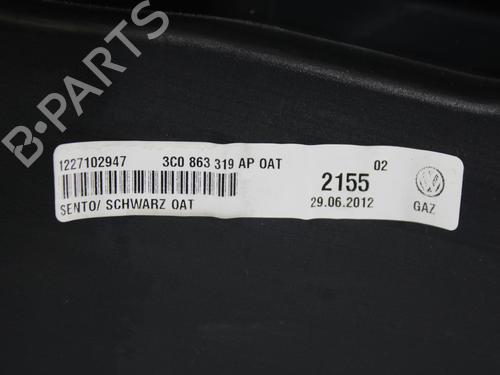 B-PARTS
1227102947 3C0 863 319 AP OAT 02
2155
SENTO/ SCHWARZ OAT 29.06.2012 GAZ